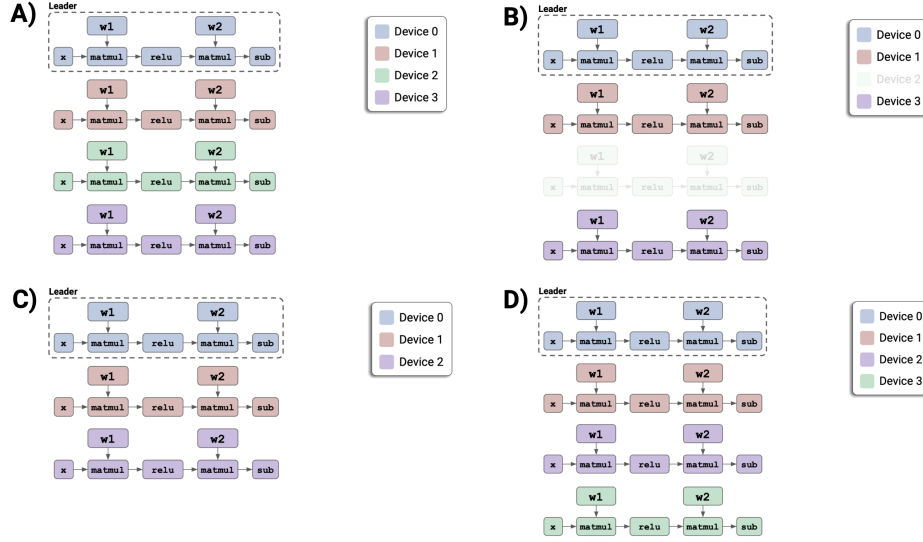 A)
Leader
w1 w2
x matmul relu matmul sub
w1 w2
x matmul relu matmul sub
w1 w2
x matmul relu matmul sub
w1 w2
x matmul relu matmul sub
Device 0
Device 1
Device 2
Device 3
B)
Leader
w1 w2
x matmul relu matmul sub
w1 w2
x matmul relu matmul sub
w1 w2
x matmul relu matmul sub
w1 w2
x matmul relu matmul sub
Device 0
Device 1
Device 2
Device 3
C)
Leader
w1 w2
x matmul relu matmul sub
w1 w2
x matmul relu matmul sub
w1 w2
x matmul relu matmul sub
Device 0
Device 1
Device 2
D)
Leader
w1 w2
x matmul relu matmul sub
w1 w2
x matmul relu matmul sub
w1 w2
x matmul relu matmul sub
w1 w2
x matmul relu matmul sub
Device 0
Device 1
Device 2
Device 3